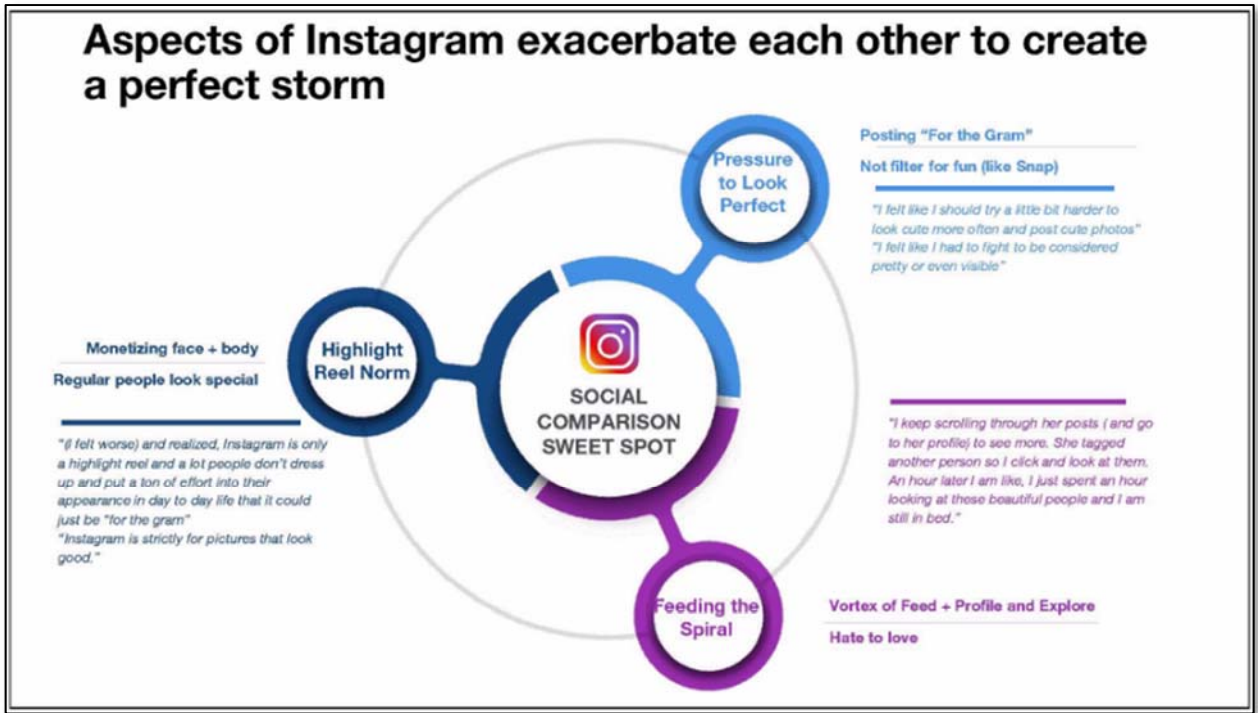 Aspects of Instagram exacerbate each other to create
a perfect storm
Pressure
to Look
Perfect
Posting “For the Gram”
Not filter for fun (like Snap)
"I felt like I should try a little bit harder to
look cute more often and post cute photos"
"I felt like I had to fight to be considered
pretty or even visible"
Highlight
Reel Norm
Monetizing face + body
Regular people look special
"(I felt worse) and realized, Instagram is only
a highlight reel and a lot people don't dress
up and put a ton of effort into their
appearance in day to day life that it could
just be "for the gram"
"Instagram is strictly for pictures that look
good."
SOCIAL
COMPARISON
SWEET SPOT
"I keep scrolling through her posts (and go
to her profile) to see more. She tagged
another person so I click and look at them.
An hour later I am like, I just spent an hour
looking at these beautiful people and I am
still in bed."
Feeding the
Spiral
Vortex of Feed + Profile and Explore
Hate to love